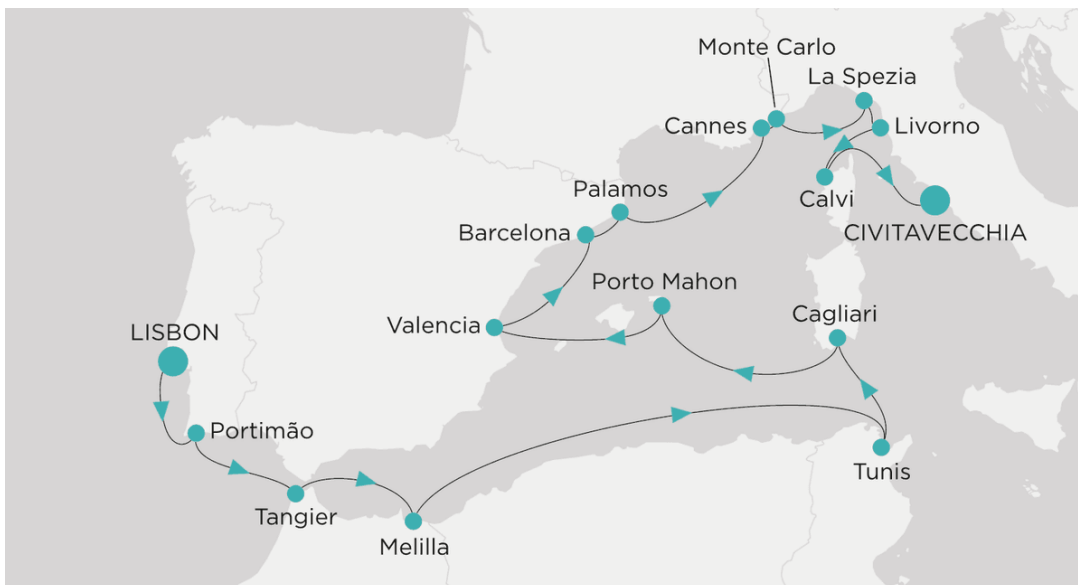 Monte Carlo
La Spezia
Cannes
Livorno
Palamos
Calvi
Barcelona
CIVITAVECCHIA
Porto Mahon
Cagliari
Valencia
LISBON
Portimão
Tunis
Tangier
Melilla